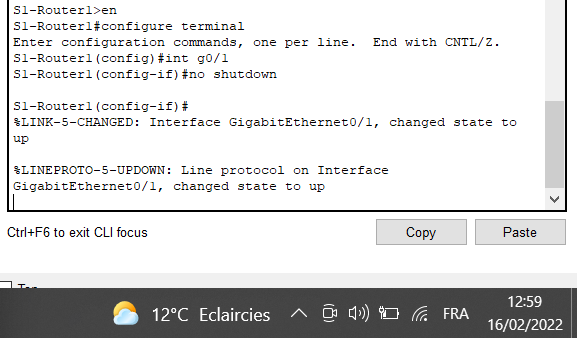 S1-Router1>en
S1-Router1#configure terminal
Enter configuration commands, one per line.  End with CNTL/Z.
S1-Router1(config)#int g0/1
S1-Router1(config-if)#no shutdown
S1-Router1(config-if)#
%LINK-5-CHANGED: Interface GigabitEthernet0/1, changed state to
up
%LINEPROTO-5-UPDOWN: Line protocol on Interface
GigabitEthernet0/1, changed state to up
Ctrl+F6 to exit CLI focus
Copy
Paste
Top
12°C Eclaircies
FRA
12:59
16/02/2022